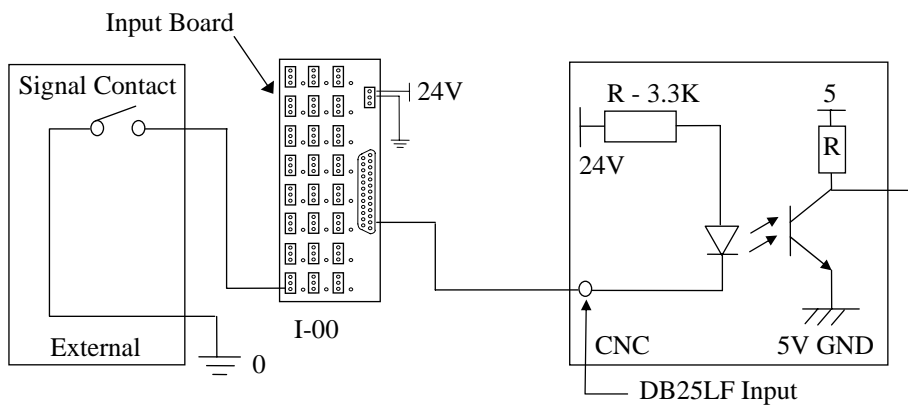 Input Board
Signal Contact
24V
R - 3.3K
5
R
24V
I-00
External
0
CNC
5V GND
DB25LF Input